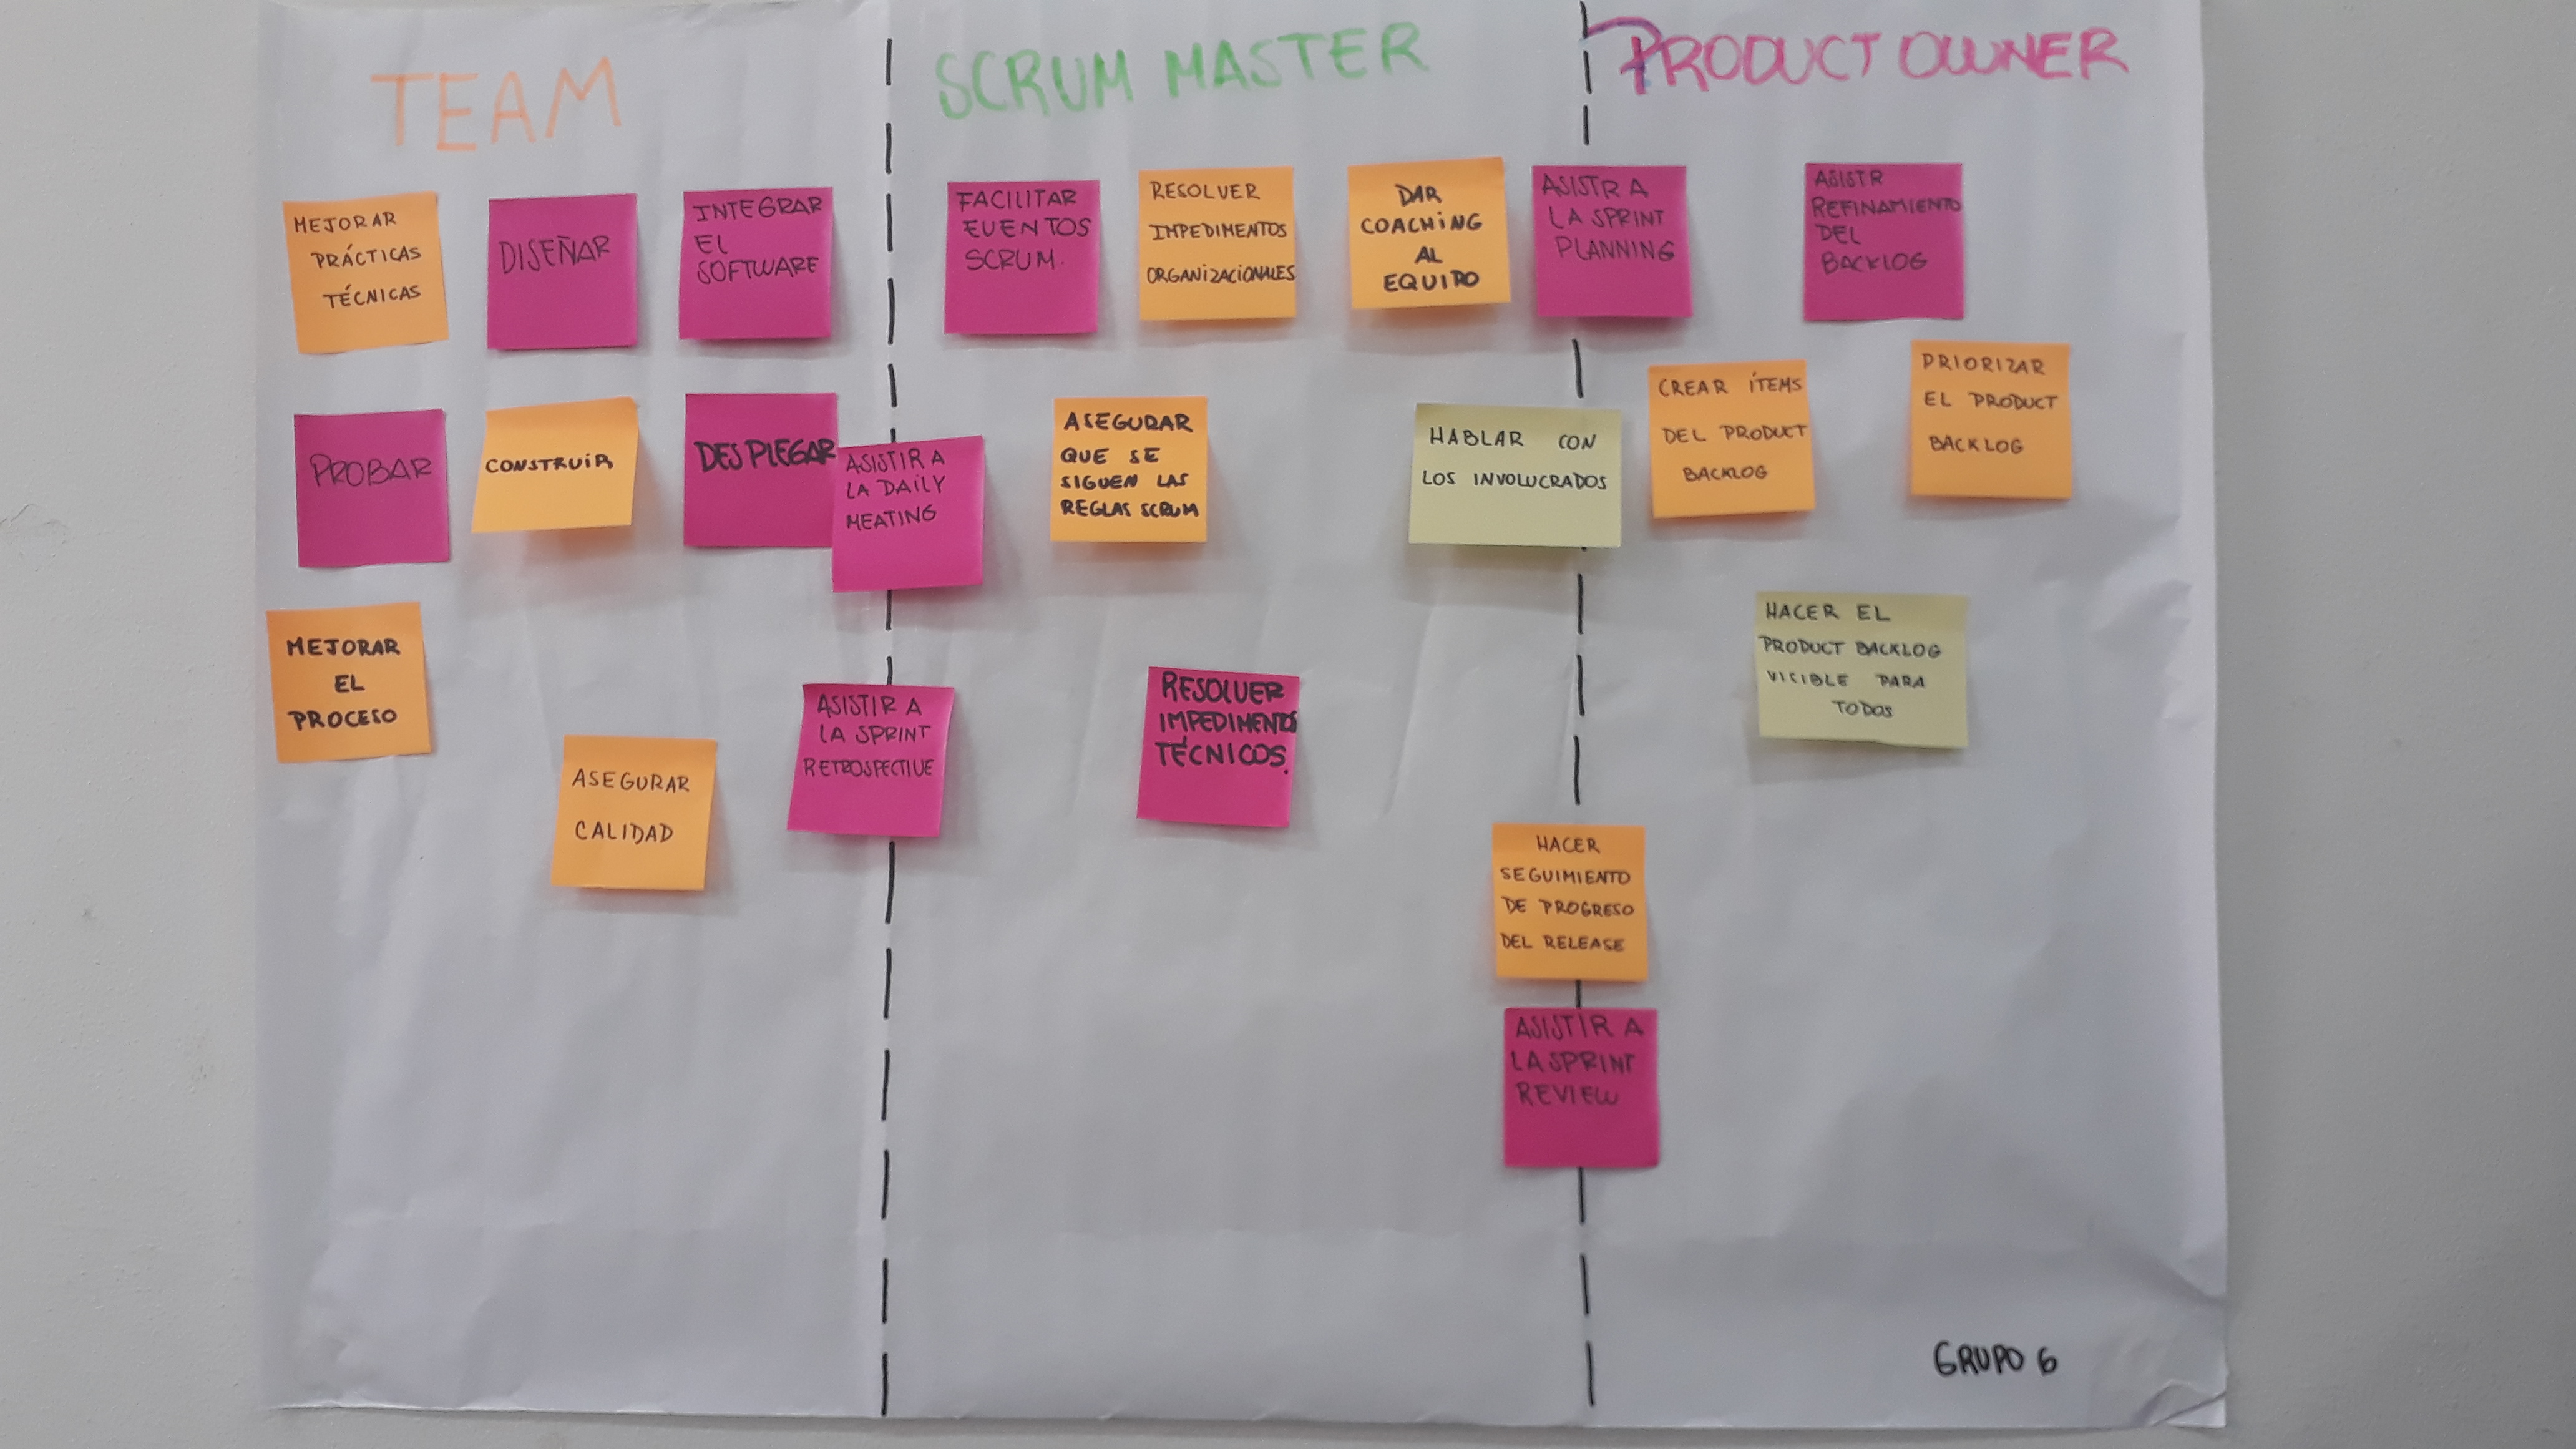 TEAM
SCRUM MASTER
PRODUCT OWNER
MEJORAR
PRÁCTICAS
TÉCNICAS
DISEÑAR
INTEGRAR
EL
SOFTWARE
PROBAR
CONSTRUIR
DESPLEGAR
MEJORAR
EL
PROCESO
ASEGURAR
CALIDAD
ASISTIR A
LA DAILY
MEATING
ASISTIR A
LA SPRINT
RETROSPECTIVE
FACILITAR
EVENTOS
SCRUM.
RESOLVER
IMPEDIMENTOS
ORGANIZACIONALES
DAR
COACHING
AL
EQUIPO
ASEGURAR
QUE SE
SIGUEN LAS
REGLAS SCRUM
RESOLVER
IMPEDIMENTOS
TÉCNICOS.
ASISTR A
LA SPRINT
PLANNING
HABLAR CON
LOS INVOLUCRADOS
HACER
SEGUIMIENTO
DE PROGRESO
DEL RELEASE
ASISTIR A
LA SPRINT
REVIEW
ASISTR
REFINAMIENTO
DEL
BACKLOG
CREAR ÍTEMS
DEL PRODUCT
BACKLOG
PRIORIZAR
EL PRODUCT
BACKLOG
HACER EL
PRODUCT BACKLOG
VISIBLE PARA
TODOS
GRUPO 6